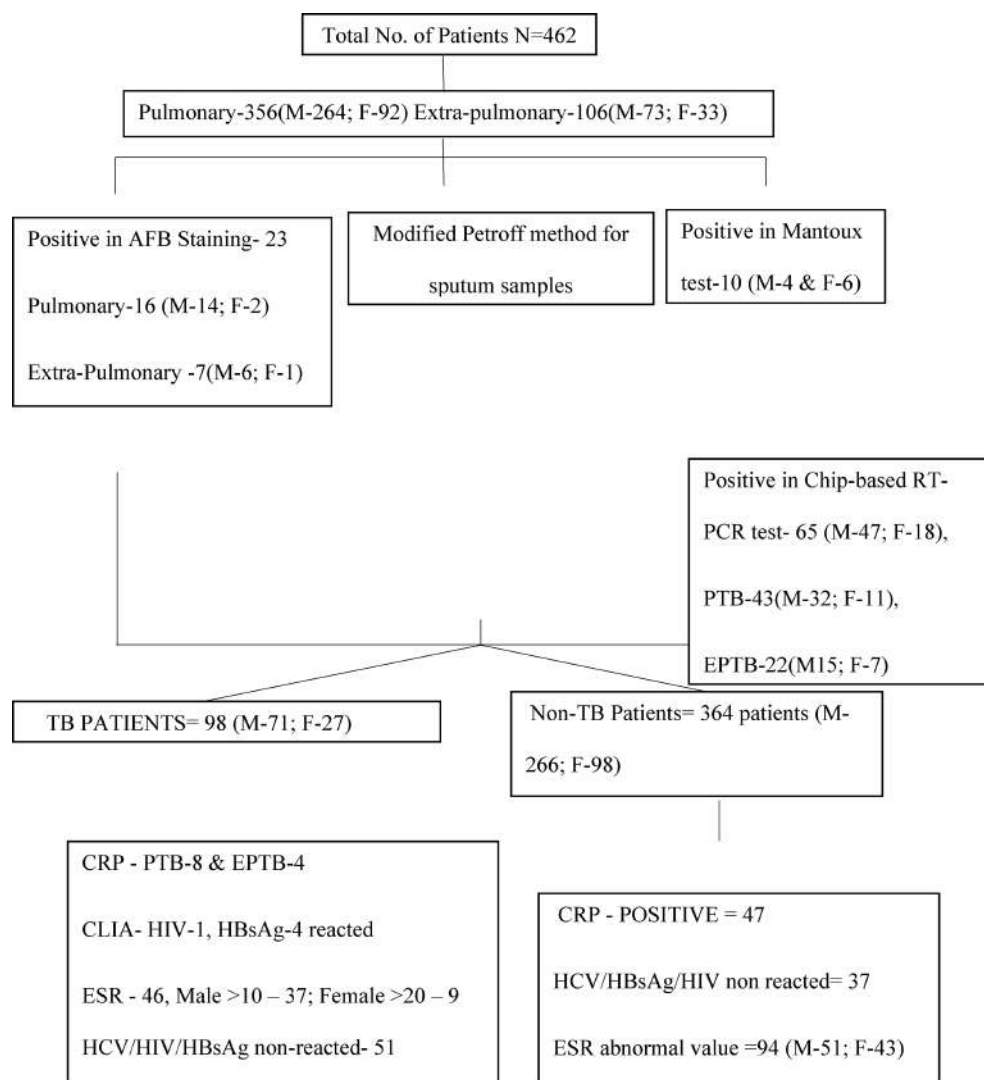 Total No. of Patients N=462
Pulmonary-356(M-264; F-92) Extra-pulmonary-106(M-73; F-33)
Positive in AFB Staining- 23
Pulmonary-16 (M-14; F-2)
Extra-Pulmonary -7(M-6; F-1)
Modified Petroff method for
sputum samples
Positive in Mantoux
test-10 (M-4 & F-6)
Positive in Chip-based RT-
PCR test- 65 (M-47; F-18),
PTB-43(M-32; F-11),
EPTB-22(M15; F-7)
TB PATIENTS= 98 (M-71; F-27)
Non-TB Patients= 364 patients (M-
266; F-98)
CRP - PTB-8 & EPTB-4
CLIA- HIV-1, HBsAg-4 reacted
ESR - 46, Male >10 – 37; Female >20 – 9
HCV/HIV/HBsAg non-reacted- 51
CRP - POSITIVE = 47
HCV/HBsAg/HIV non reacted= 37
ESR abnormal value =94 (M-51; F-43)